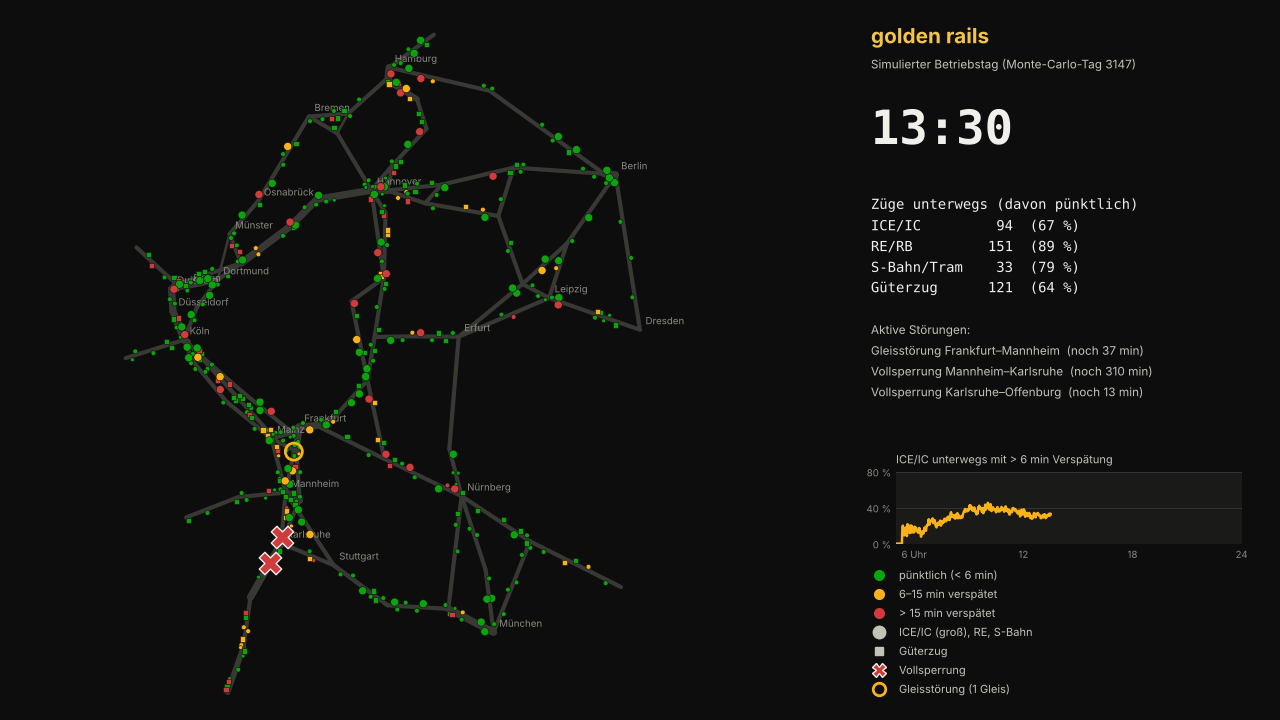 golden rails
Simulierter Betriebstag (Monte-Carlo-Tag 3147)
13:30
Züge unterwegs (davon pünktlich)
ICE/IC 94 (67 %)
RE/RB 151 (89 %)
S-Bahn/Tram 33 (79 %)
Güterzug 121 (64 %)
Aktive Störungen:
Gleisstörung Frankfurt–Mannheim (noch 37 min)
Vollsperrung Mannheim–Karlsruhe (noch 310 min)
Vollsperrung Karlsruhe–Offenburg (noch 13 min)
ICE/IC unterwegs mit > 6 min Verspätung
80 %
40 %
0 %
6 Uhr 12 18 24
pünktlich (< 6 min)
6–15 min verspätet
> 15 min verspätet
ICE/IC (groß), RE, S-Bahn
Güterzug
Vollsperrung
Gleisstörung (1 Gleis)
Hamburg
Bremen
Berlin
Hannover
Osnabrück
Münster
Dortmund
Düsseldorf
Leipzig
Dresden
Köln
Erfurt
Frankfurt
Mainz
Mannheim
Nürnberg
Karlsruhe
Stuttgart
München